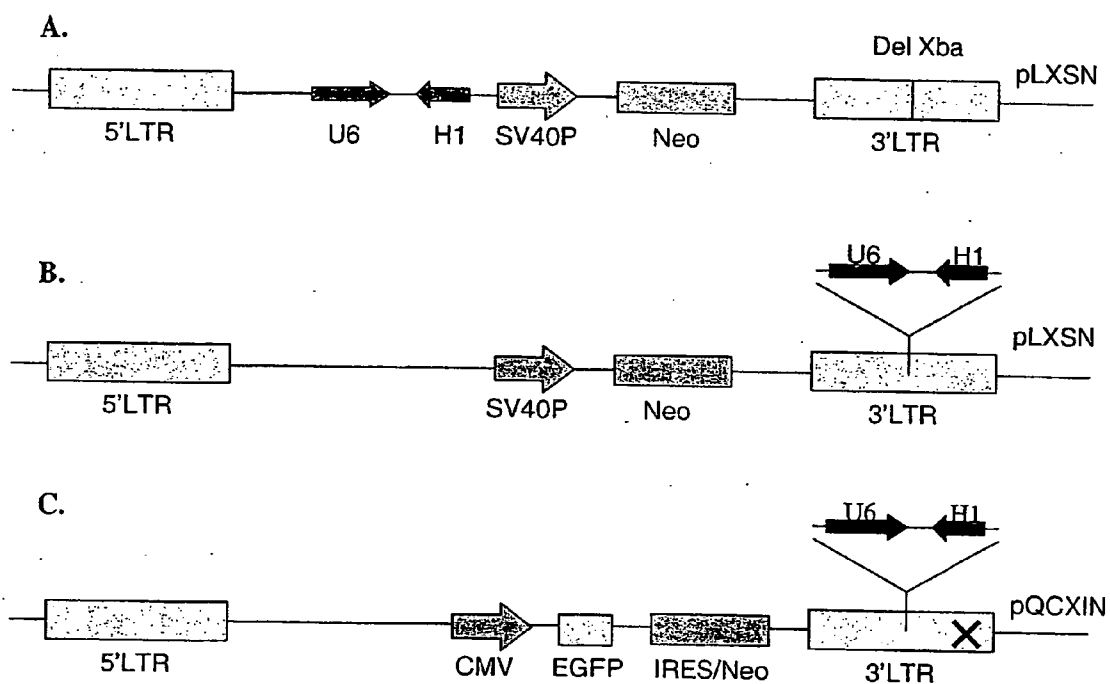 A.
Del Xba
pLXSN
5'LTR
U6
H1
SV40P
Neo
3'LTR
B.
U6
H1
pLXSN
5'LTR
SV40P
Neo
3'LTR
C.
U6
H1
pQCXIN
5'LTR
CMV
EGFP
IRES/Neo
3'LTR